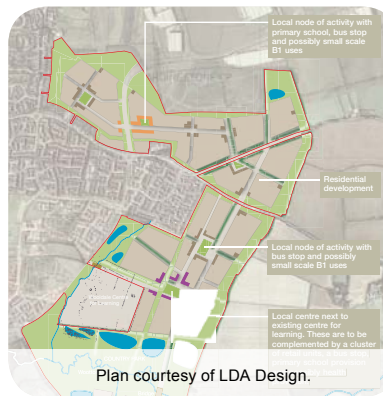 Local node of activity with
primary school, bus stop
and possibly small scale
B1 uses
Residential
development
Local node of activity with
bus stop and possibly
small scale B1 uses
Local centre next to
existing centre for
learning. These are to be
complemented by a cluster
Plan courtesy of LDA Design.